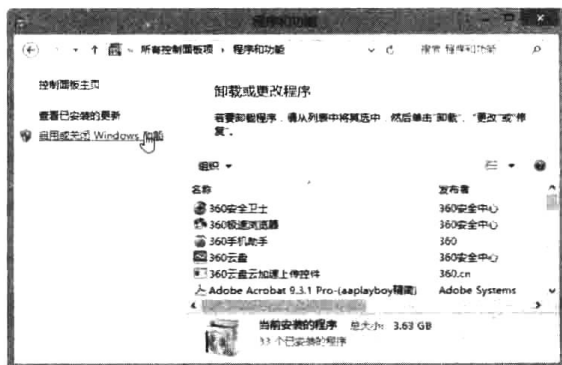 程序和功能
所有控制面板项 程序和功能
搜索 程序和功能
控制面板主页
查看已安装的更新
启用或关闭 Windows 功能
卸载或更改程序
若要卸载程序，请从列表中将其选中，然后单击"卸载"、"更改"或"修
复"。
组织
名称 发布者
360安全卫士 360安全中心
360极速浏览器 360安全中心
360手机助手 360
360云盘 360安全中心
360云盘云加速上传控件 360.cn
Adobe Acrobat 9.3.1 Pro-(aaplayboy精藏) Adobe Systems
当前安装的程序 总大小: 3.63 GB
33 个已安装的程序